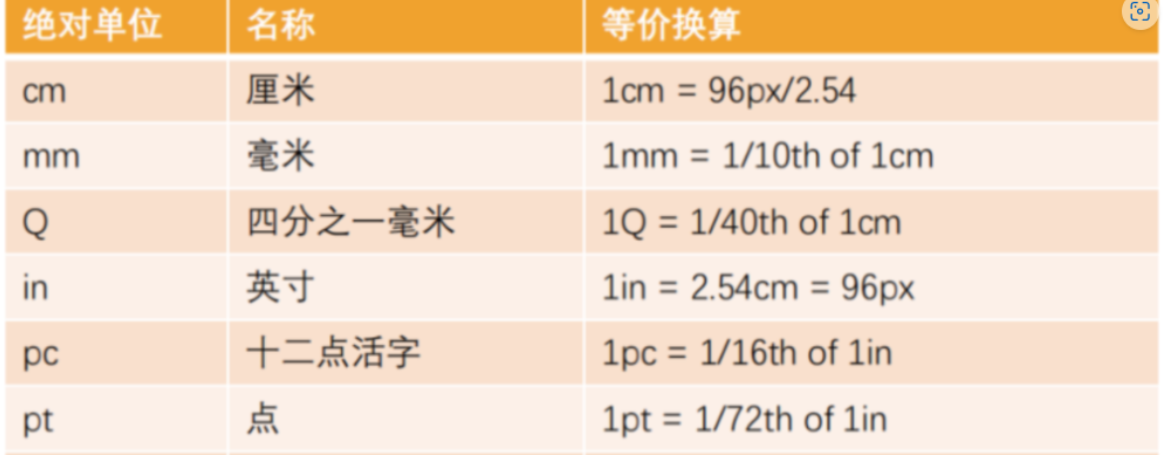 绝对单位 名称 等价换算
cm 厘米 1cm = 96px/2.54
mm 毫米 1mm = 1/10th of 1cm
Q 四分之一毫米 1Q = 1/40th of 1cm
in 英寸 1in = 2.54cm = 96px
pc 十二点活字 1pc = 1/16th of 1in
pt 点 1pt = 1/72th of 1in